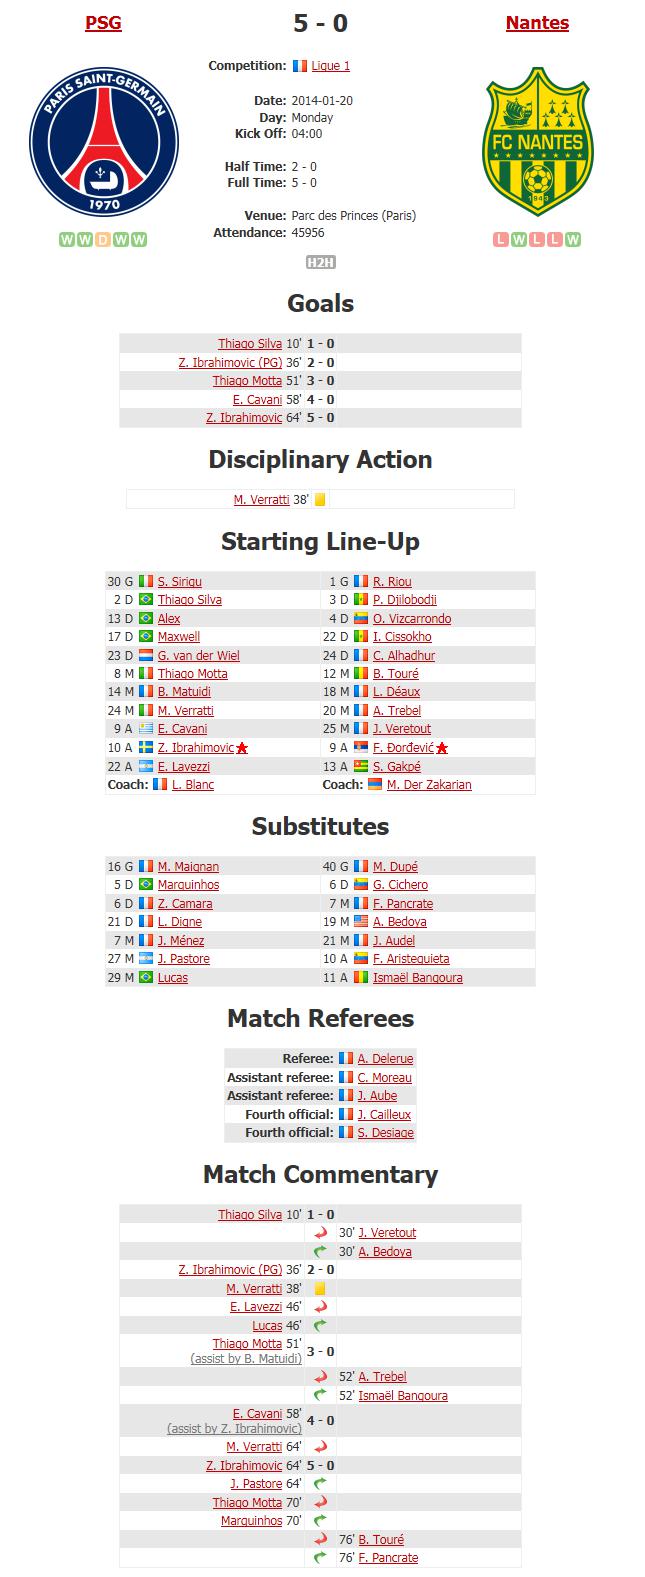 PSG 5 - 0 Nantes
Competition: Ligue 1
PARIS SAINT-GERMAIN
1970
FC NANTES
Date: 2014-01-20
Day: Monday
Kick Off: 04:00
Half Time: 2 - 0
Full Time: 5 - 0
Venue: Parc des Princes (Paris)
Attendance: 45956
W W D W W
L W L L W
H2H
Goals
Thiago Silva 10' 1 - 0
Z. Ibrahimovic (PG) 36' 2 - 0
Thiago Motta 51' 3 - 0
E. Cavani 58' 4 - 0
Z. Ibrahimovic 64' 5 - 0
Disciplinary Action
M. Verratti 38'
Starting Line-Up
30 G S. Sirigu 1 G R. Riou
2 D Thiago Silva 3 D P. Djilobodji
13 D Alex 4 D O. Vizcarrondo
17 D Maxwell 22 D I. Cissokho
23 D G. van der Wiel 24 D C. Alhadhur
8 M Thiago Motta 12 M B. Touré
14 M B. Matuidi 18 M L. Déaux
24 M M. Verratti 20 M A. Trebel
9 A E. Cavani 25 M J. Veretout
10 A Z. Ibrahimovic 9 A F. Đorđević
22 A E. Lavezzi 13 A S. Gakpé
Coach: L. Blanc Coach: M. Der Zakarian
Substitutes
16 G M. Maignan 40 G M. Dupé
5 D Marquinhos 6 D G. Cichero
6 D Z. Camara 7 M F. Pancrate
21 D L. Digne 19 M A. Bedoya
7 M J. Ménez 21 M J. Audel
27 M J. Pastore 10 A F. Aristeguieta
29 M Lucas 11 A Ismaël Bangoura
Match Referees
Referee: A. Delerue
Assistant referee: C. Moreau
Assistant referee: J. Aube
Fourth official: J. Cailleux
Fourth official: S. Desiage
Match Commentary
Thiago Silva 10' 1 - 0
30' J. Veretout
30' A. Bedoya
Z. Ibrahimovic (PG) 36' 2 - 0
M. Verratti 38'
E. Lavezzi 46'
Lucas 46'
Thiago Motta 51' 3 - 0
(assist by B. Matuidi)
52' A. Trebel
52' Ismaël Bangoura
E. Cavani 58' 4 - 0
(assist by Z. Ibrahimovic)
M. Verratti 64'
Z. Ibrahimovic 64' 5 - 0
J. Pastore 64'
Thiago Motta 70'
Marquinhos 70'
76' B. Touré
76' F. Pancrate